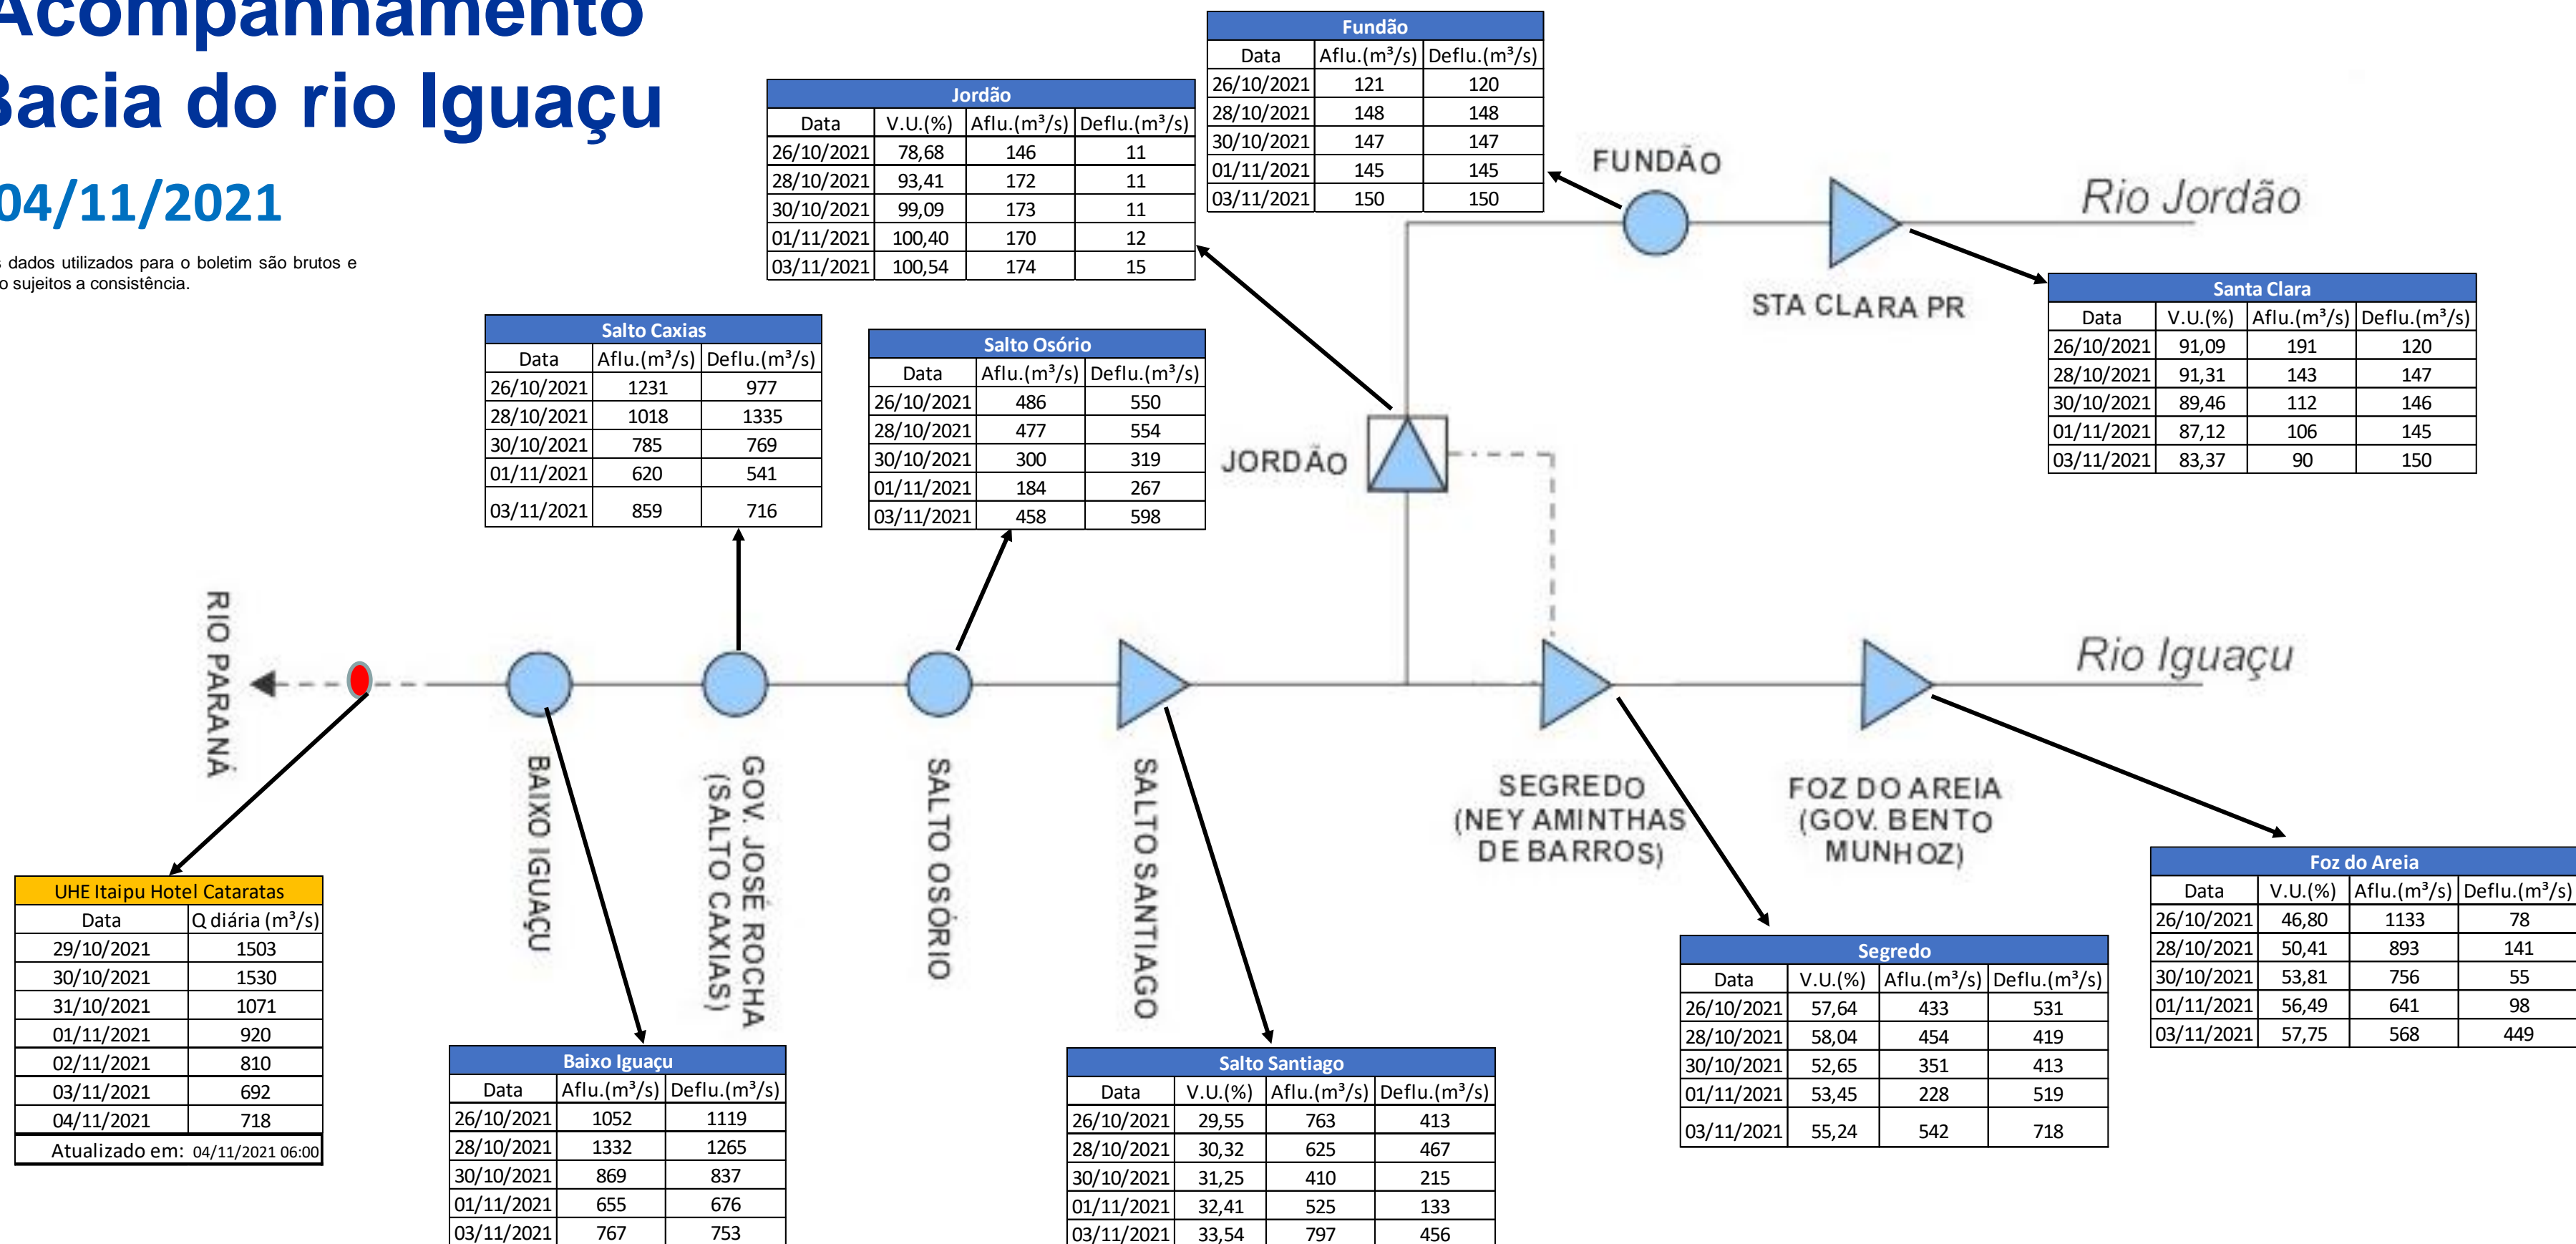 Acompanhamento
Bacia do rio Iguaçu
04/11/2021
s dados utilizados para o boletim são brutos e
o sujeitos a consistência.
Fundão
Data Aflu.(m³/s) Deflu.(m³/s)
26/10/2021 121 120
28/10/2021 148 148
30/10/2021 147 147
01/11/2021 145 145
03/11/2021 150 150
Jordão
Data V.U.(%) Aflu.(m³/s) Deflu.(m³/s)
26/10/2021 78,68 146 11
28/10/2021 93,41 172 11
30/10/2021 99,09 173 11
01/11/2021 100,40 170 12
03/11/2021 100,54 174 15
FUNDÃO
STA CLARA PR
Rio Jordão
Santa Clara
Data V.U.(%) Aflu.(m³/s) Deflu.(m³/s)
26/10/2021 91,09 191 120
28/10/2021 91,31 143 147
30/10/2021 89,46 112 146
01/11/2021 87,12 106 145
03/11/2021 83,37 90 150
Salto Caxias
Data Aflu.(m³/s) Deflu.(m³/s)
26/10/2021 1231 977
28/10/2021 1018 1335
30/10/2021 785 769
01/11/2021 620 541
03/11/2021 859 716
Salto Osório
Data Aflu.(m³/s) Deflu.(m³/s)
26/10/2021 486 550
28/10/2021 477 554
30/10/2021 300 319
01/11/2021 184 267
03/11/2021 458 598
JORDÃO
RIO PARANÁ
BAIXO IGUAÇU
GOV. JOSÉ ROCHA
(SALTO CAXIAS)
SALTO OSÓRIO
SALTO SANTIAGO
SEGREDO
(NEY AMINTHAS
DE BARROS)
FOZ DO AREIA
(GOV. BENTO
MUNHOZ)
Rio Iguaçu
UHE Itaipu Hotel Cataratas
Data Q diária (m³/s)
29/10/2021 1503
30/10/2021 1530
31/10/2021 1071
01/11/2021 920
02/11/2021 810
03/11/2021 692
04/11/2021 718
Atualizado em: 04/11/2021 06:00
Baixo Iguaçu
Data Aflu.(m³/s) Deflu.(m³/s)
26/10/2021 1052 1119
28/10/2021 1332 1265
30/10/2021 869 837
01/11/2021 655 676
03/11/2021 767 753
Salto Santiago
Data V.U.(%) Aflu.(m³/s) Deflu.(m³/s)
26/10/2021 29,55 763 413
28/10/2021 30,32 625 467
30/10/2021 31,25 410 215
01/11/2021 32,41 525 133
03/11/2021 33,54 797 456
Segredo
Data V.U.(%) Aflu.(m³/s) Deflu.(m³/s)
26/10/2021 57,64 433 531
28/10/2021 58,04 454 419
30/10/2021 52,65 351 413
01/11/2021 53,45 228 519
03/11/2021 55,24 542 718
Foz do Areia
Data V.U.(%) Aflu.(m³/s) Deflu.(m³/s)
26/10/2021 46,80 1133 78
28/10/2021 50,41 893 141
30/10/2021 53,81 756 55
01/11/2021 56,49 641 98
03/11/2021 57,75 568 449